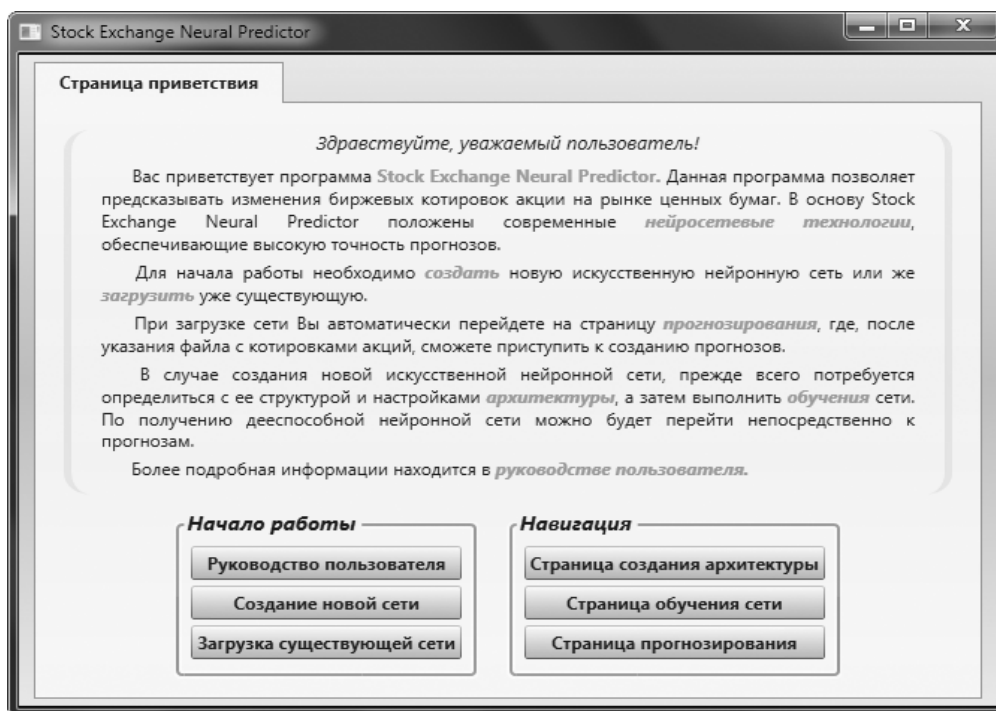 Stock Exchange Neural Predictor
Страница приветствия
Здравствуйте, уважаемый пользователь!
Вас приветствует программа Stock Exchange Neural Predictor. Данная программа позволяет
предсказывать изменения биржевых котировок акции на рынке ценных бумаг. В основу Stock
Exchange Neural Predictor положены современные нейросетевые технологии,
обеспечивающие высокую точность прогнозов.
Для начала работы необходимо создать новую искусственную нейронную сеть или же
загрузить уже существующую.
При загрузке сети Вы автоматически перейдете на страницу прогнозирования, где, после
указания файла с котировками акций, сможете приступить к созданию прогнозов.
В случае создания новой искусственной нейронной сети, прежде всего потребуется
определиться с ее структурой и настройками архитектуры, а затем выполнить обучения сети.
По получению дееспособной нейронной сети можно будет перейти непосредственно к
прогнозам.
Более подробная информации находится в руководстве пользователя.
Начало работы
Руководство пользователя
Создание новой сети
Загрузка существующей сети
Навигация
Страница создания архитектуры
Страница обучения сети
Страница прогнозирования